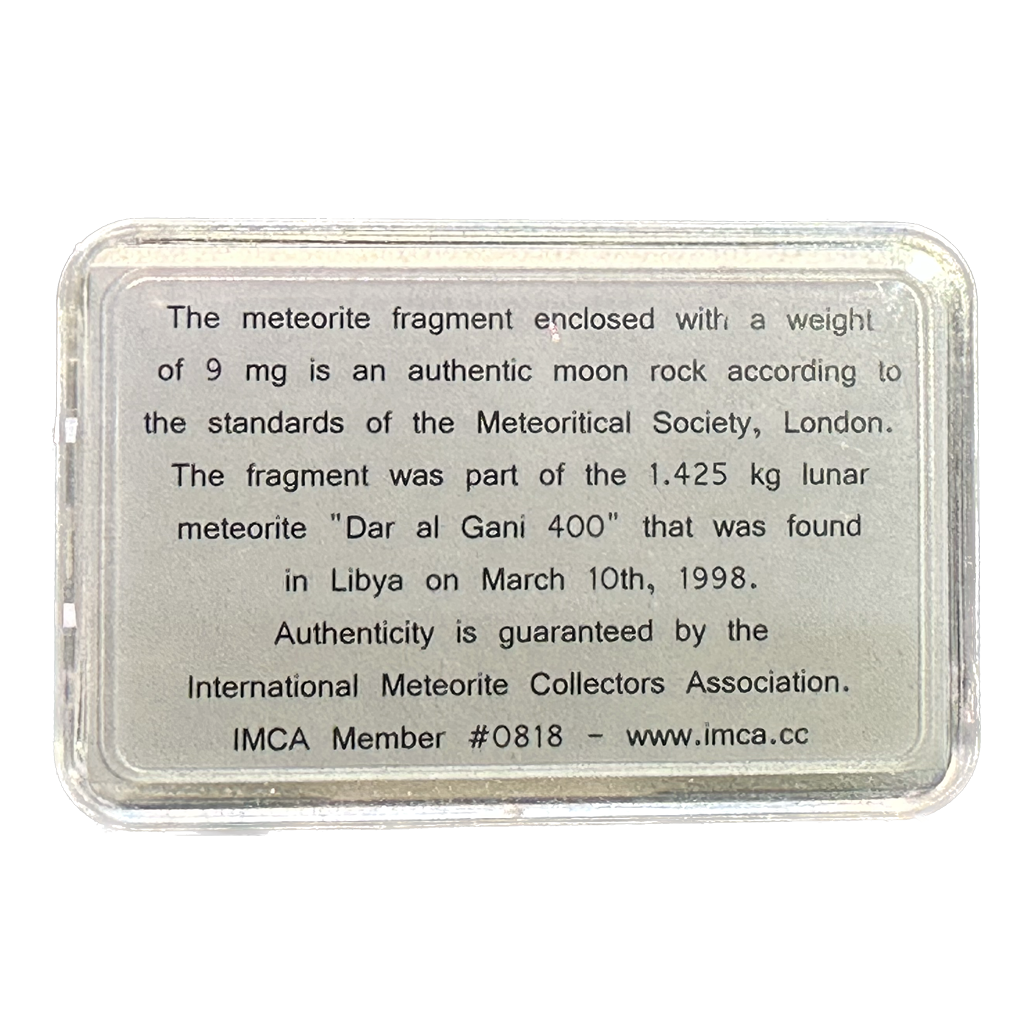 The meteorite fragment enclosed with a weight
of 9 mg is an authentic moon rock according to
the standards of the Meteoritical Society, London.
The fragment was part of the 1.425 kg lunar
meteorite "Dar al Gani 400" that was found
in Libya on March 10th, 1998.
Authenticity is guaranteed by the
International Meteorite Collectors Association.
IMCA Member #0818 - www.imca.cc